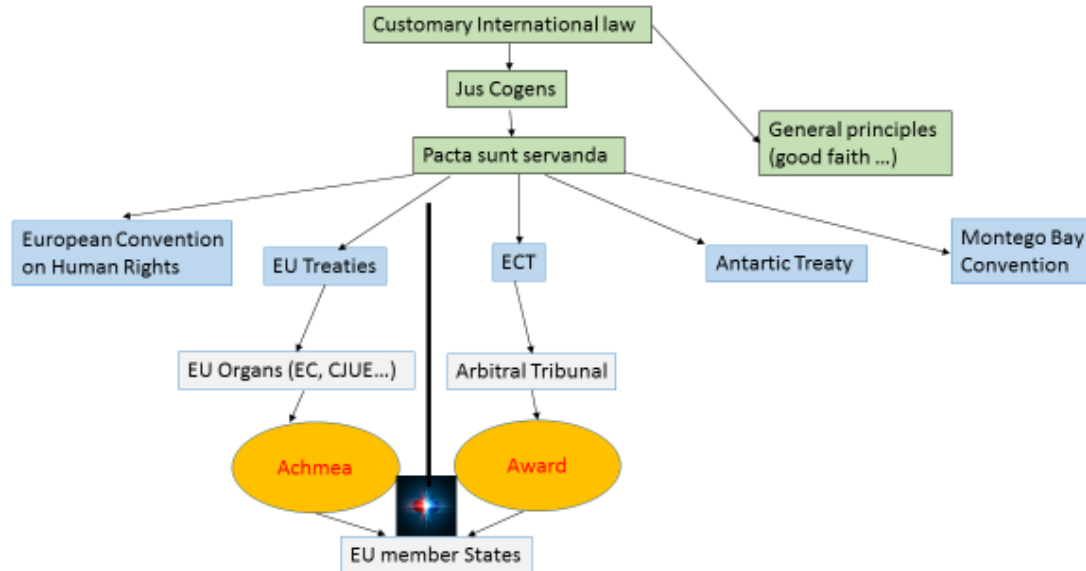 Customary International law
Jus Cogens
General principles
(good faith ...)
Pacta sunt servanda
European Convention
on Human Rights
EU Treaties
ECT
Antartic Treaty
Montego Bay
Convention
EU Organs (EC, CJUE...)
Arbitral Tribunal
Achmea
Award
EU member States